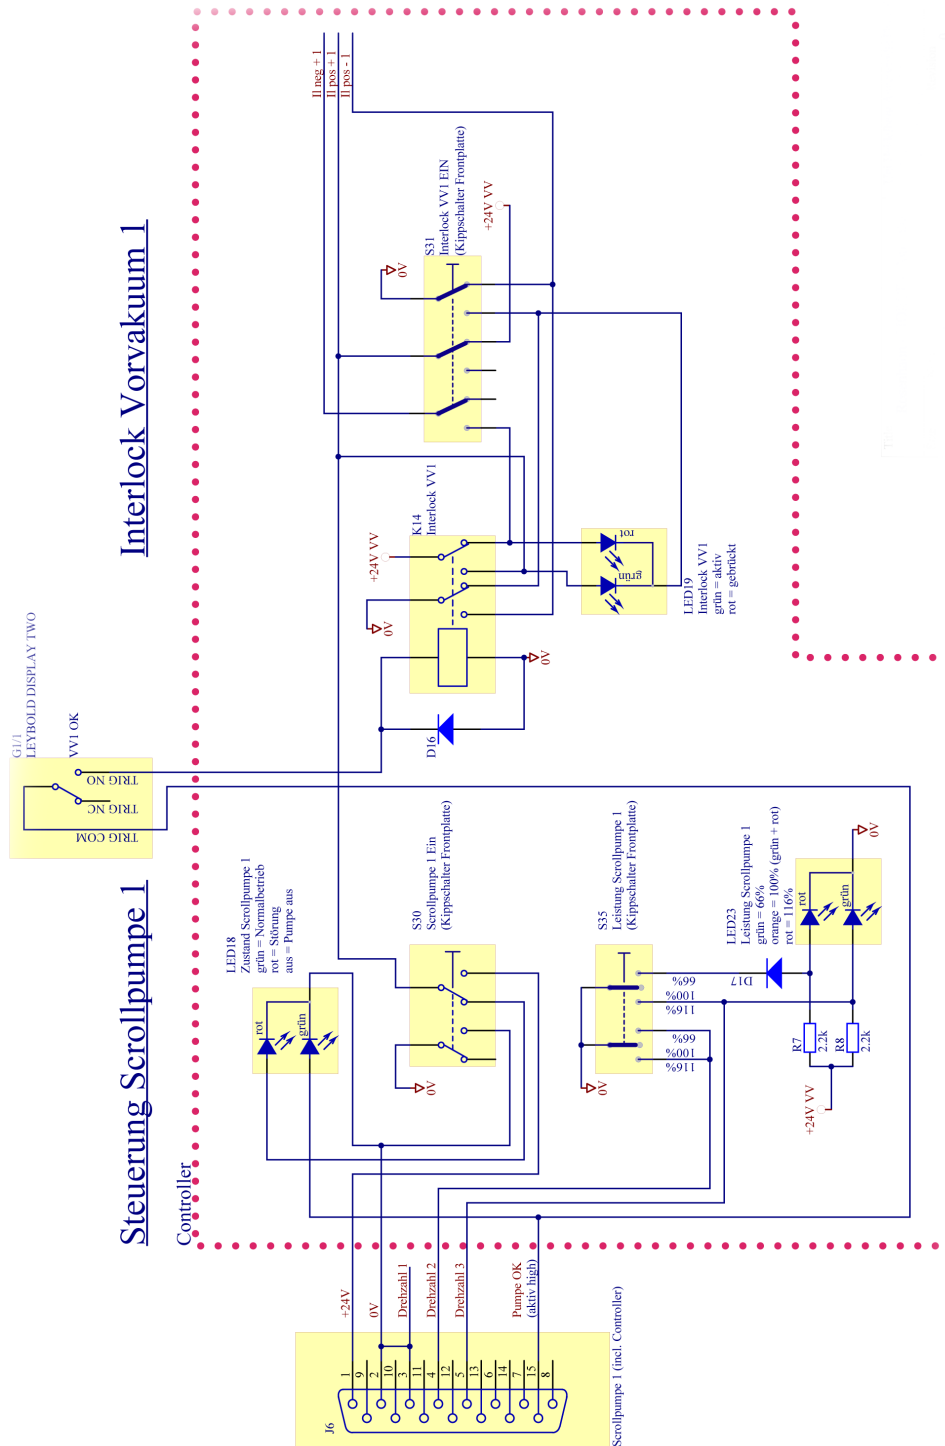 Steuerung Scrollpumpe 1
Interlock Vorvakuum 1
Controller
G1/1
LEYBOLD DISPLAY TWO
VV1 OK
TRIG NO
TRIG NC
TRIG COM
Il neg + 1
Il pos + 1
Il pos - 1
S31
Interlock VV1 EIN
(Kippschalter Frontplatte)
+24V VV
0V
K14
Interlock VV1
+24V VV
0V
0V
D16
rot
grün
LED19
Interlock VV1
grün = aktiv
rot = gebrückt
LED18
Zustand Scrollpumpe 1
grün = Normalbetrieb
rot = Störung
aus = Pumpe aus
rot
grün
S30
Scrollpumpe 1 Ein
(Kippschalter Frontplatte)
0V
S35
Leistung Scrollpumpe 1
(Kippschalter Frontplatte)
0V
66%
100%
116%
66%
100%
116%
D17
LED23
Leistung Scrollpumpe 1
grün = 66%
orange = 100% (grün + rot)
rot = 116%
rot
grün
0V
R7
2.2k
R8
2.2k
+24V VV
+24V
0V
Drehzahl 1
Drehzahl 2
Drehzahl 3
Pumpe OK
(aktiv high)
1
9
2
10
3
11
4
12
5
13
6
14
7
15
8
J6
Scrollpumpe 1 (incl. Controller)